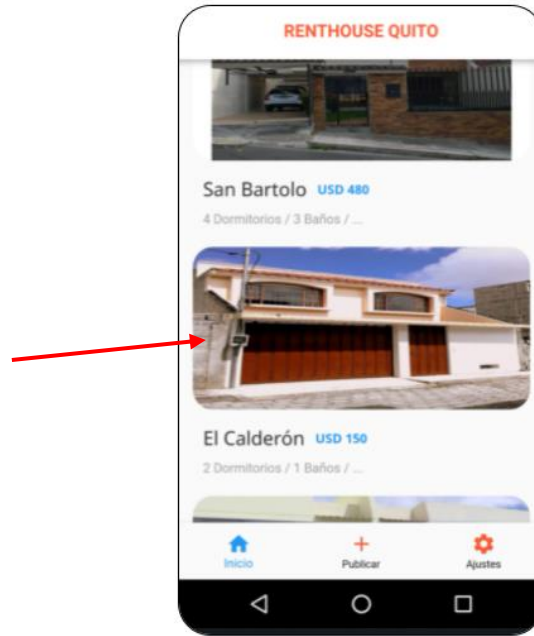 RENTHOUSE QUITO
San Bartolo USD 480
4 Dormitorios / 3 Baños / ...
El Calderón USD 150
2 Dormitorios / 1 Baños / ...
Inicio Publicar Ajustes